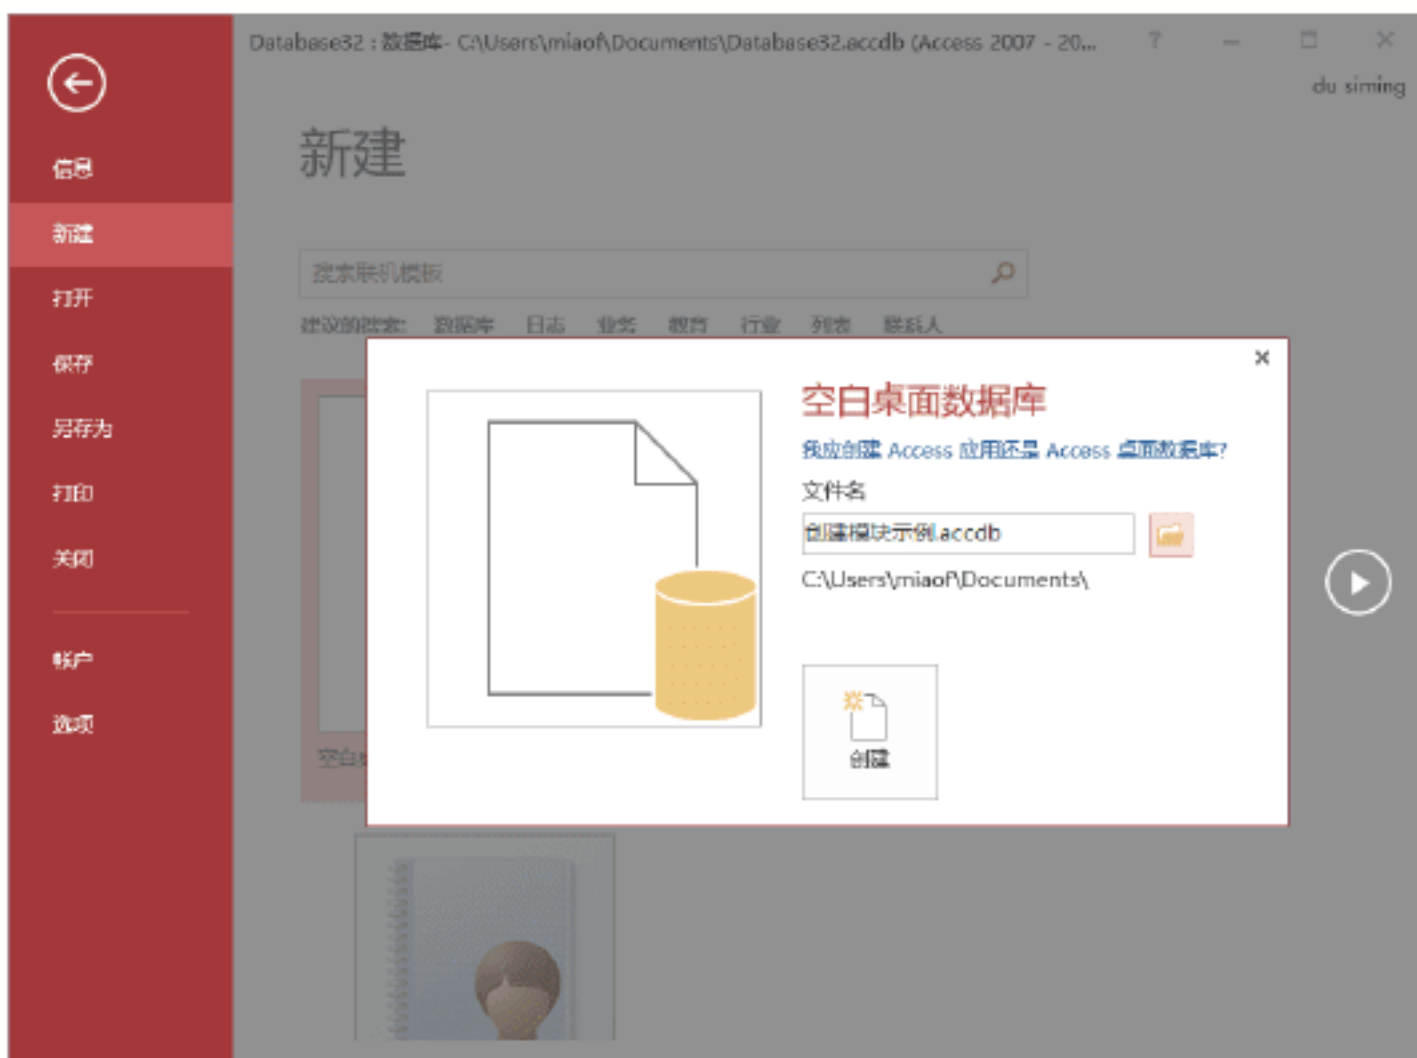 Database32 : 数据库- C:\Users\miaof\Documents\Database32.accdb (Access 2007 - 20...
?
du siming
信息
新建
打开
保存
另存为
打印
关闭
帐户
选项
新建
搜索联机模板
建议的搜索: 数据库 日志 业务 教育 行业 列表 联系人
空白桌面数据库
我应创建 Access 应用还是 Access 桌面数据库?
文件名
创建模块示例.accdb
C:\Users\miaof\Documents\
创建
空白